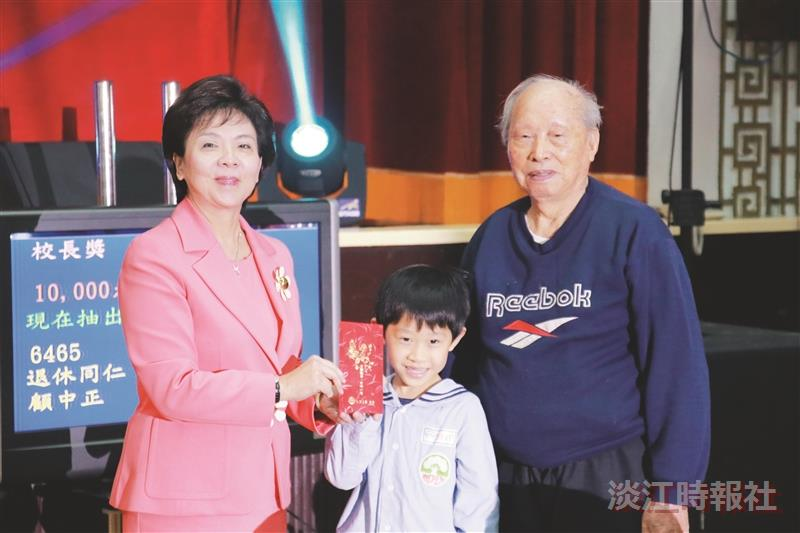 校長獎
10,000
現在抽出
6465
退休同仁
顧中正
Reebok
淡江時報社